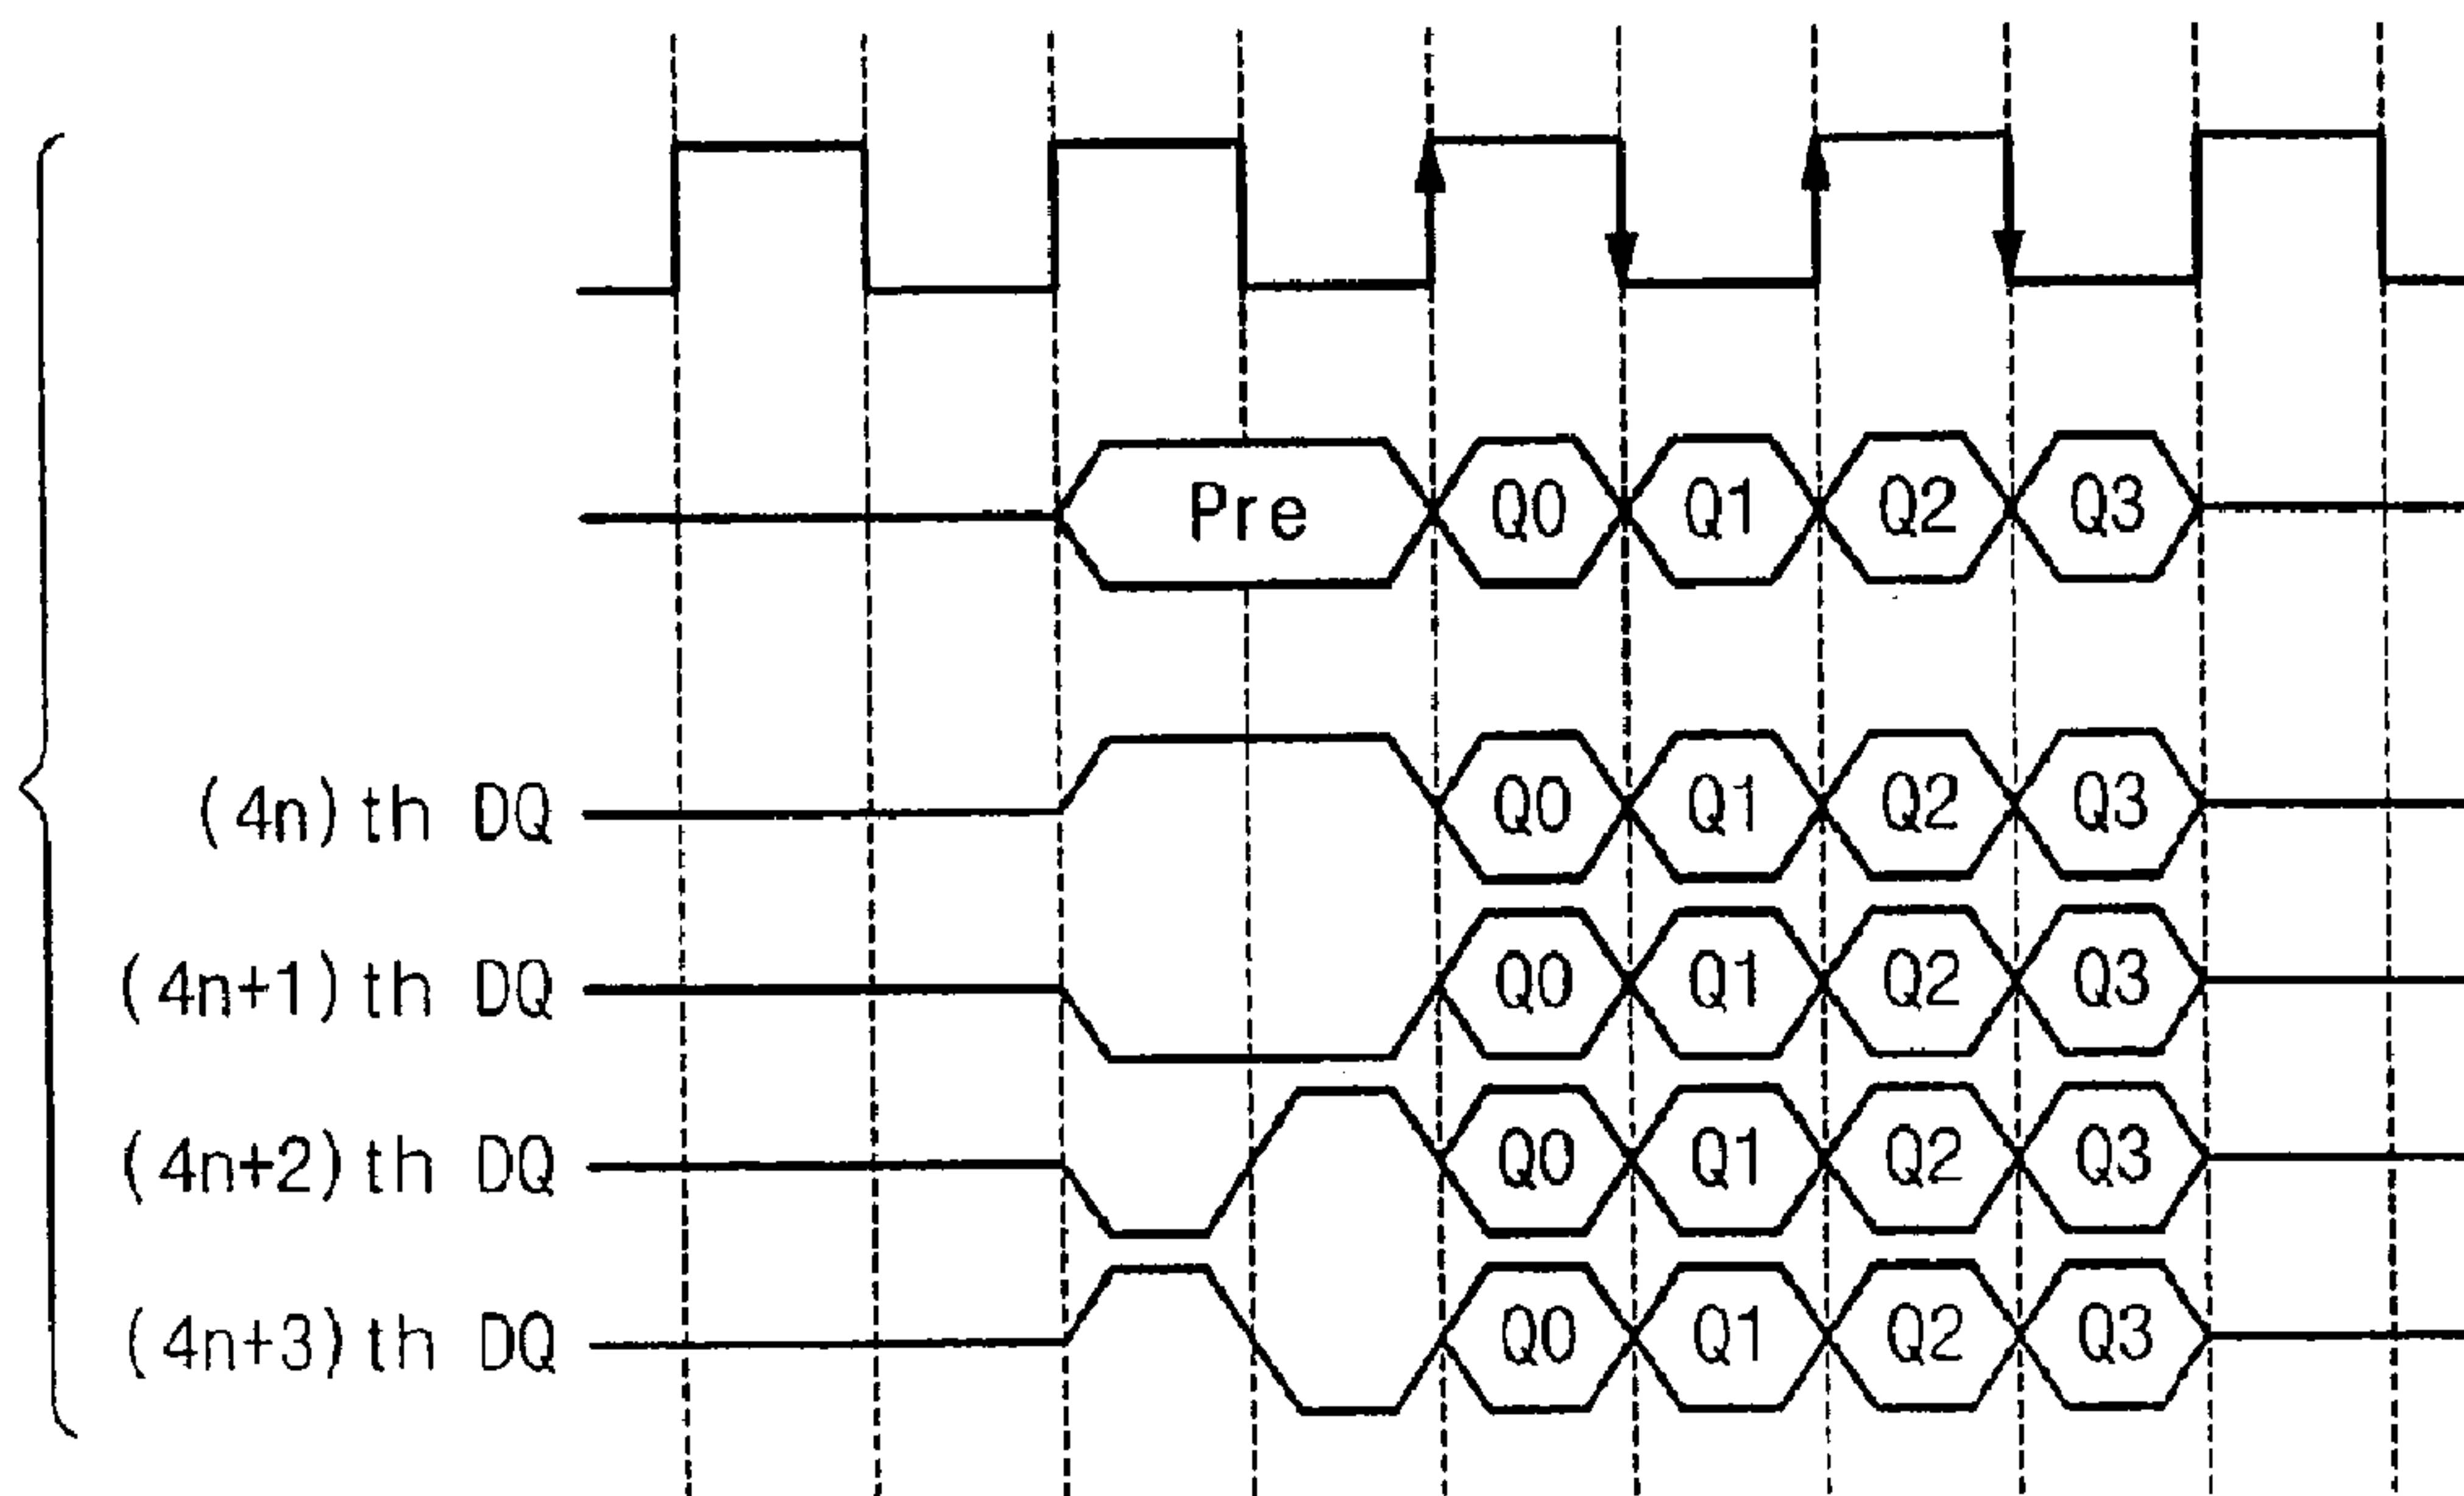 Pre Q0 Q1 Q2 Q3
(4n)th DQ Q0 Q1 Q2 Q3
(4n+1)th DQ Q0 Q1 Q2 Q3
(4n+2)th DQ Q0 Q1 Q2 Q3
(4n+3)th DQ Q0 Q1 Q2 Q3